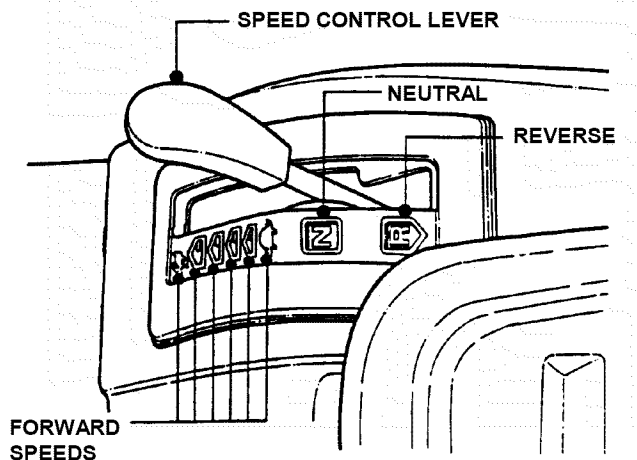 SPEED CONTROL LEVER
NEUTRAL
REVERSE
N
R
FORWARD
SPEEDS